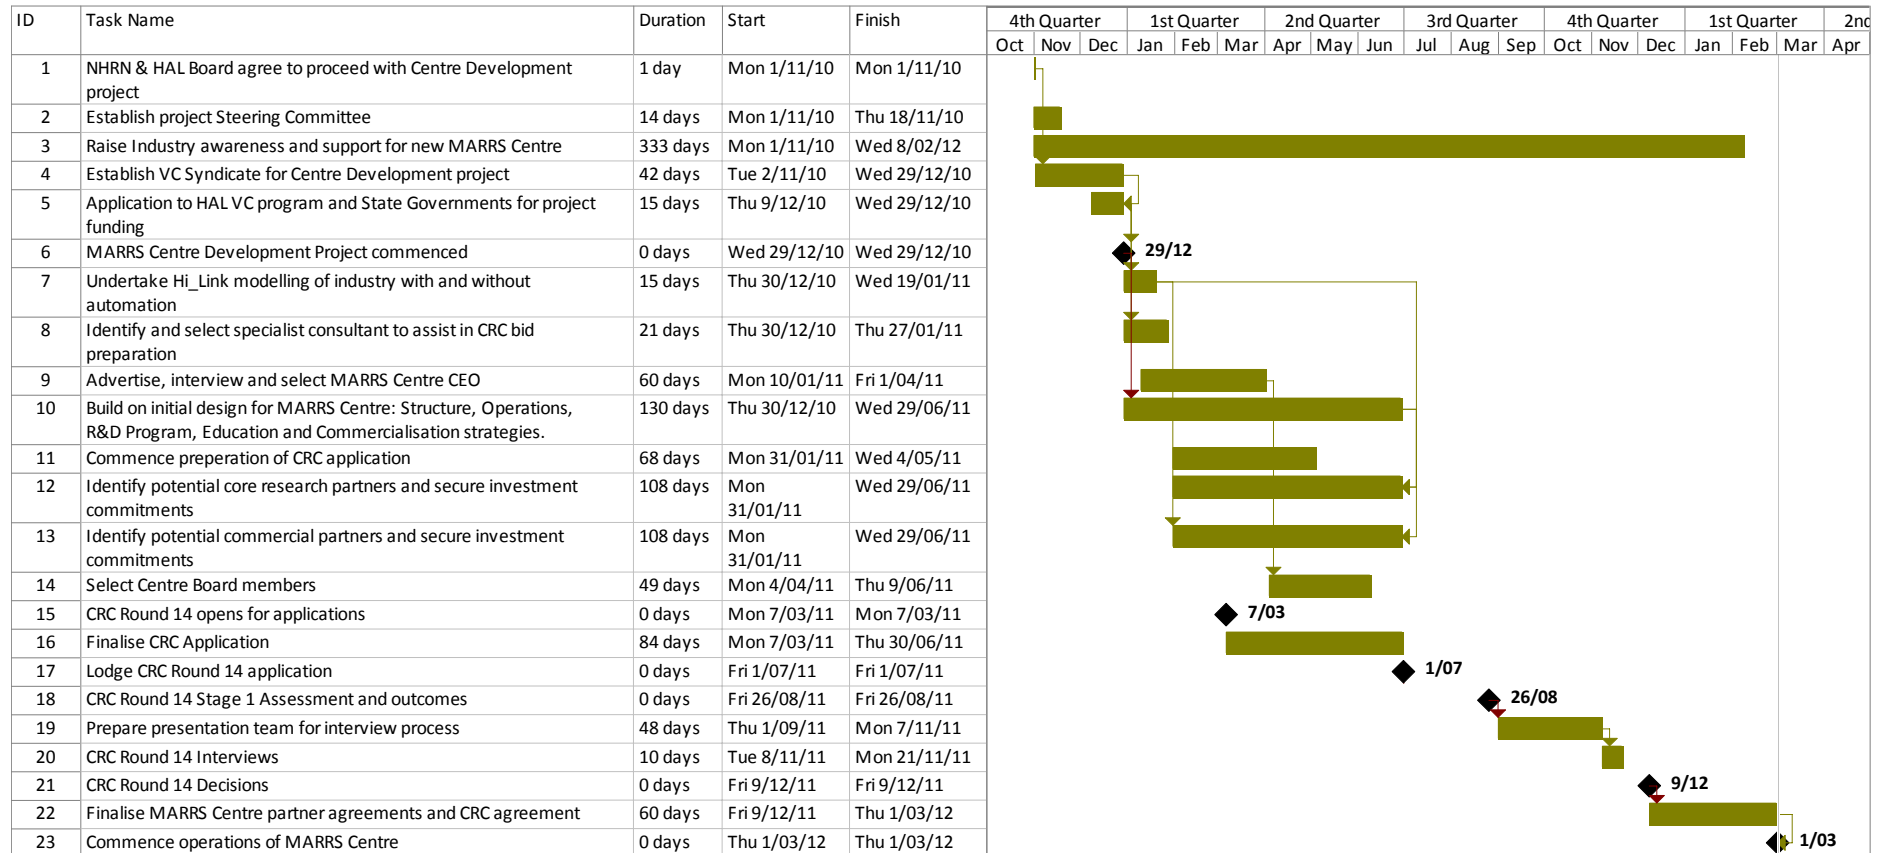 ID Task Name Duration Start Finish 4th Quarter 1st Quarter 2nd Quarter 3rd Quarter 4th Quarter 1st Quarter 2nd
Oct Nov Dec Jan Feb Mar Apr May Jun Jul Aug Sep Oct Nov Dec Jan Feb Mar Apr
1 NHRN & HAL Board agree to proceed with Centre Development 1 day Mon 1/11/10 Mon 1/11/10
project
2 Establish project Steering Committee 14 days Mon 1/11/10 Thu 18/11/10
3 Raise Industry awareness and support for new MARRS Centre 333 days Mon 1/11/10 Wed 8/02/12
4 Establish VC Syndicate for Centre Development project 42 days Tue 2/11/10 Wed 29/12/10
5 Application to HAL VC program and State Governments for project 15 days Thu 9/12/10 Wed 29/12/10
funding
6 MARRS Centre Development Project commenced 0 days Wed 29/12/10 Wed 29/12/10 29/12
7 Undertake Hi_Link modelling of industry with and without 15 days Thu 30/12/10 Wed 19/01/11
automation
8 Identify and select specialist consultant to assist in CRC bid 21 days Thu 30/12/10 Thu 27/01/11
preparation
9 Advertise, interview and select MARRS Centre CEO 60 days Mon 10/01/11 Fri 1/04/11
10 Build on initial design for MARRS Centre: Structure, Operations, 130 days Thu 30/12/10 Wed 29/06/11
R&D Program, Education and Commercialisation strategies.
11 Commence preperation of CRC application 68 days Mon 31/01/11 Wed 4/05/11
12 Identify potential core research partners and secure investment 108 days Mon Wed 29/06/11
commitments 31/01/11
13 Identify potential commercial partners and secure investment 108 days Mon Wed 29/06/11
commitments 31/01/11
14 Select Centre Board members 49 days Mon 4/04/11 Thu 9/06/11
15 CRC Round 14 opens for applications 0 days Mon 7/03/11 Mon 7/03/11 7/03
16 Finalise CRC Application 84 days Mon 7/03/11 Thu 30/06/11
17 Lodge CRC Round 14 application 0 days Fri 1/07/11 Fri 1/07/11 1/07
18 CRC Round 14 Stage 1 Assessment and outcomes 0 days Fri 26/08/11 Fri 26/08/11 26/08
19 Prepare presentation team for interview process 48 days Thu 1/09/11 Mon 7/11/11
20 CRC Round 14 Interviews 10 days Tue 8/11/11 Mon 21/11/11
21 CRC Round 14 Decisions 0 days Fri 9/12/11 Fri 9/12/11 9/12
22 Finalise MARRS Centre partner agreements and CRC agreement 60 days Fri 9/12/11 Thu 1/03/12
23 Commence operations of MARRS Centre 0 days Thu 1/03/12 Thu 1/03/12 1/03